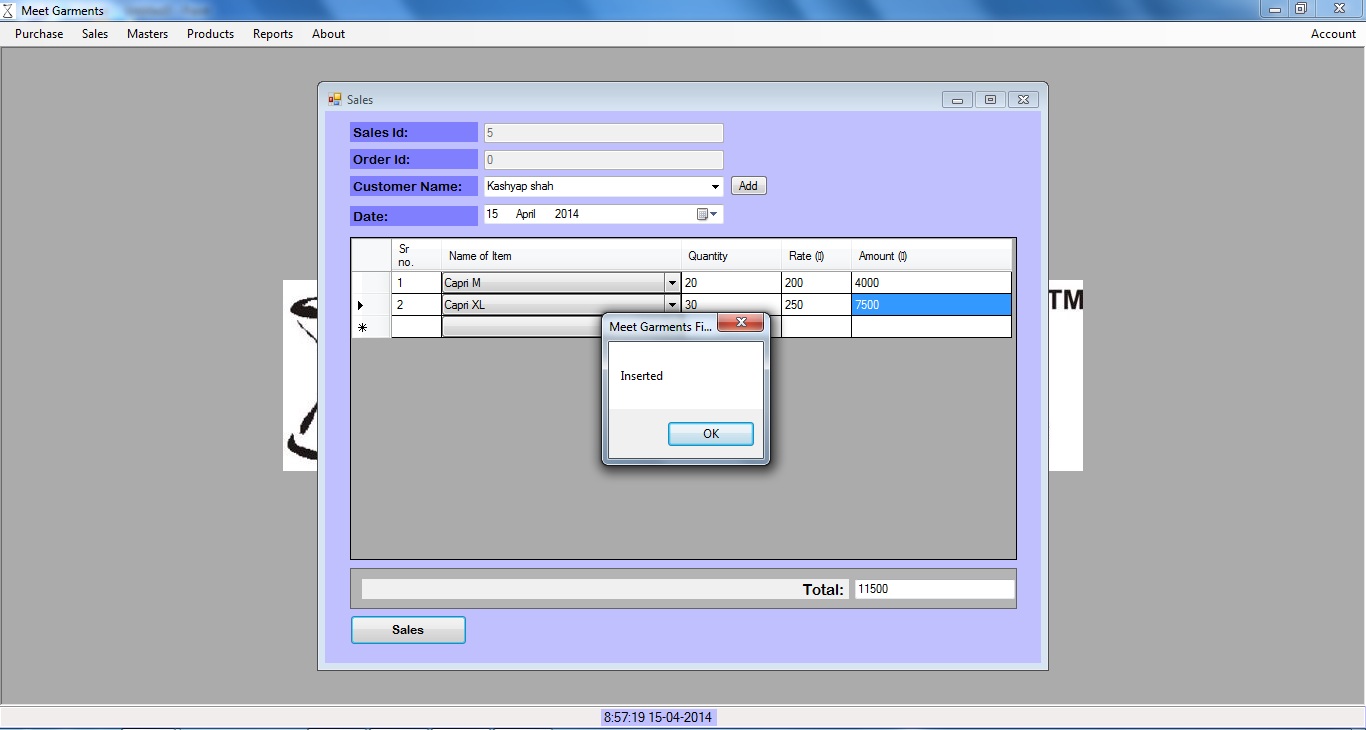 Meet Garments
Purchase Sales Masters Products Reports About Account
Sales
Sales Id: 5
Order Id: 0
Customer Name: Kashyap shah Add
Date: 15 April 2014
Sr no. Name of Item Quantity Rate (₹) Amount (₹)
1 Capri M 20 200 4000
2 Capri XL 30 250 7500
TM
Meet Garments Fi...
Inserted
OK
Total: 11500
Sales
8:57:19 15-04-2014